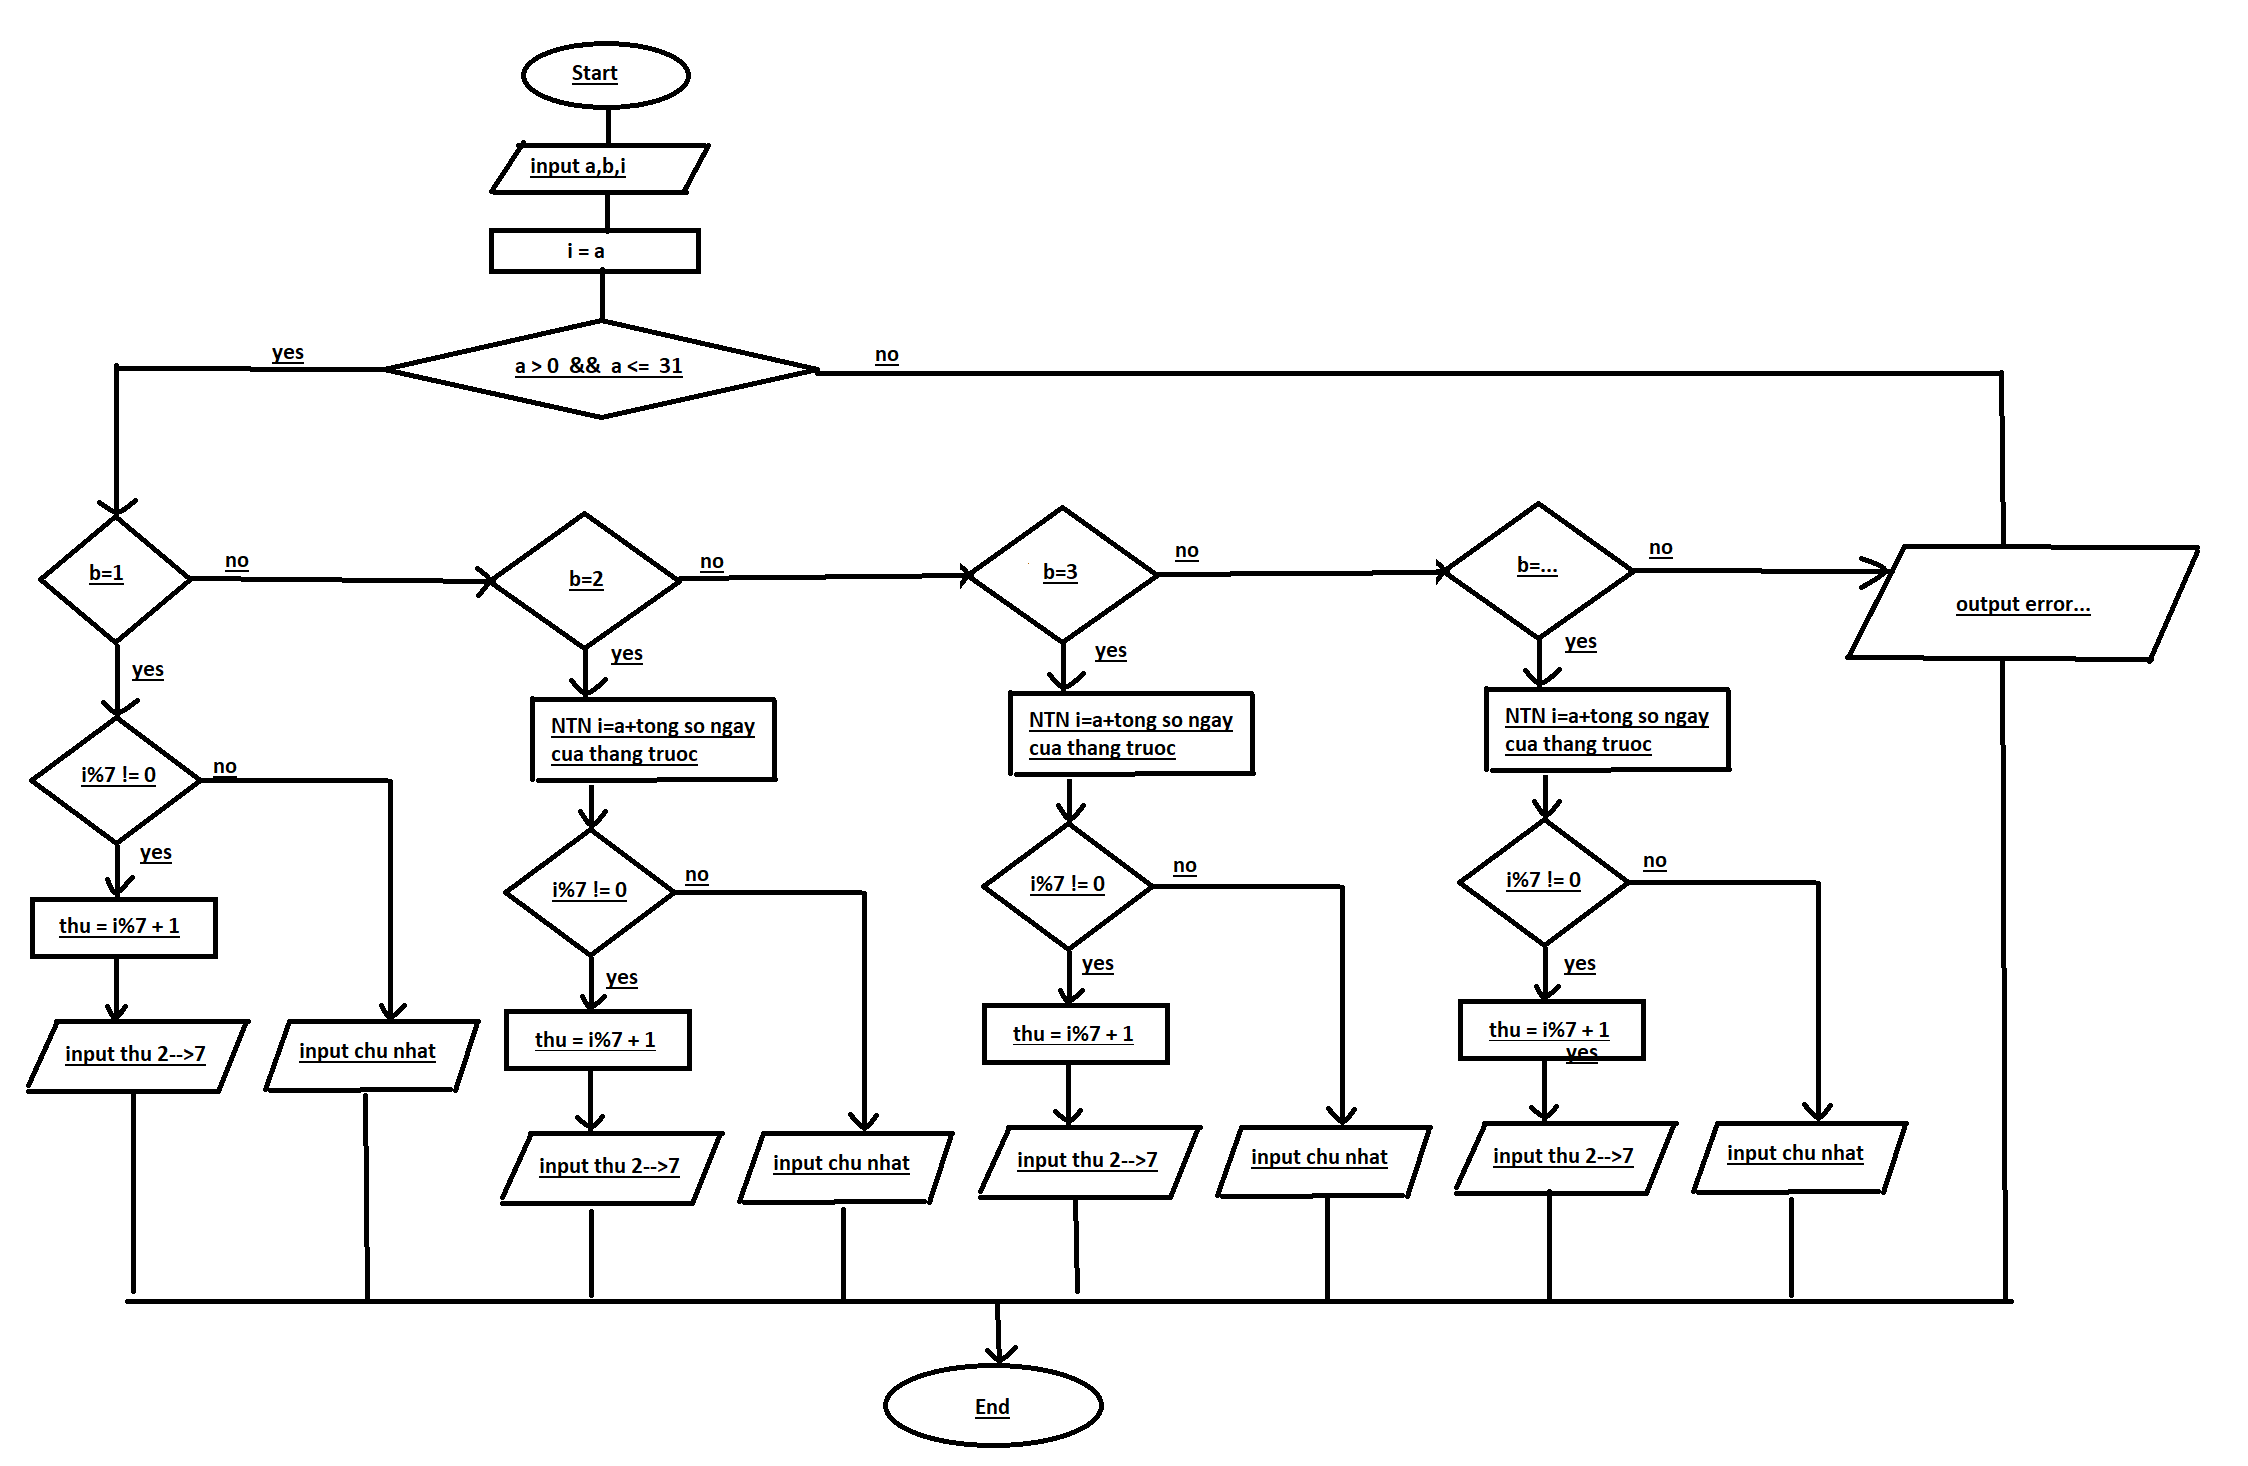 Start
input a,b,i
i = a
yes
a > 0 && a <= 31
no
b=1
no
b=2
no
b=3
no
b=...
no
output error...
yes
yes
yes
yes
NTN i=a+tong so ngay
cua thang truoc
NTN i=a+tong so ngay
cua thang truoc
NTN i=a+tong so ngay
cua thang truoc
i%7 != 0
no
yes
i%7 != 0
no
i%7 != 0
no
i%7 != 0
no
thu = i%7 + 1
yes
yes
yes
input thu 2-->7
input chu nhat
thu = i%7 + 1
thu = i%7 + 1
thu = i%7 + 1
yes
input thu 2-->7
input chu nhat
input thu 2-->7
input chu nhat
input thu 2-->7
input chu nhat
End